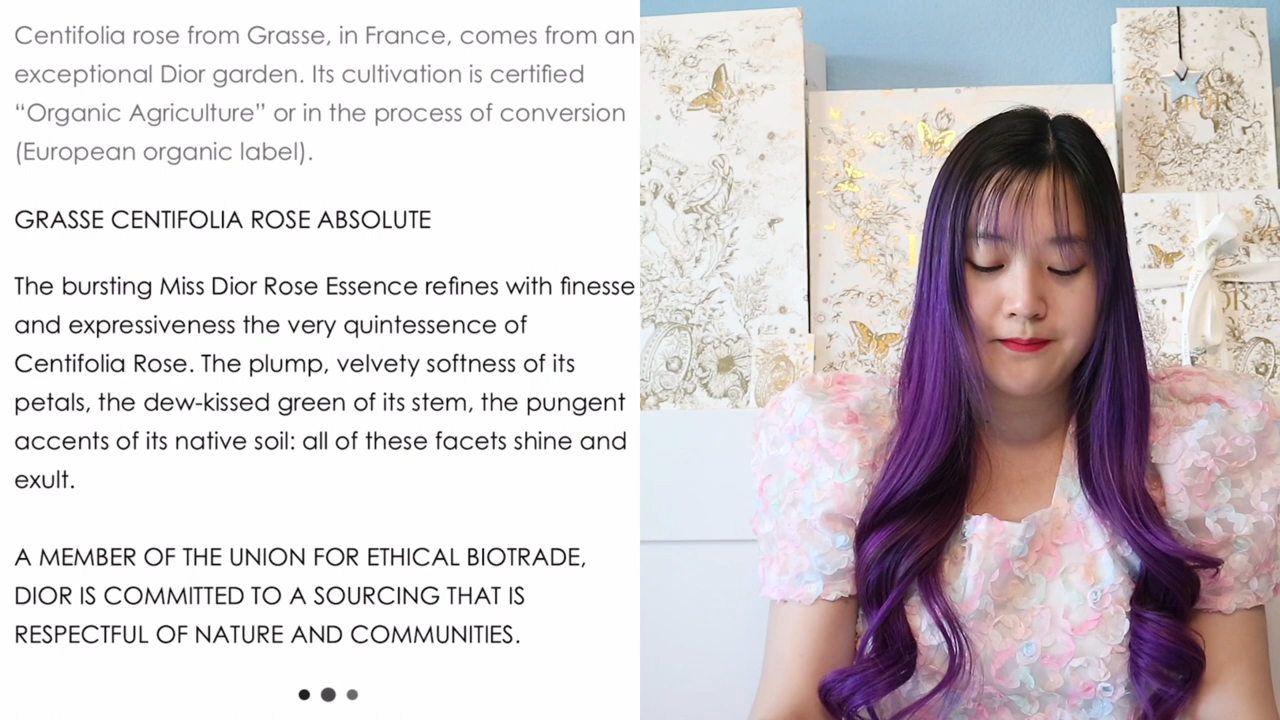 Centifolia rose from Grasse, in France, comes from an
exceptional Dior garden. Its cultivation is certified
“Organic Agriculture” or in the process of conversion
(European organic label).
GRASSE CENTIFOLIA ROSE ABSOLUTE
The bursting Miss Dior Rose Essence refines with finesse
and expressiveness the very quintessence of
Centifolia Rose. The plump, velvety softness of its
petals, the dew-kissed green of its stem, the pungent
accents of its native soil: all of these facets shine and
exult.
A MEMBER OF THE UNION FOR ETHICAL BIOTRADE,
DIOR IS COMMITTED TO A SOURCING THAT IS
RESPECTFUL OF NATURE AND COMMUNITIES.
DIOR
DIOR